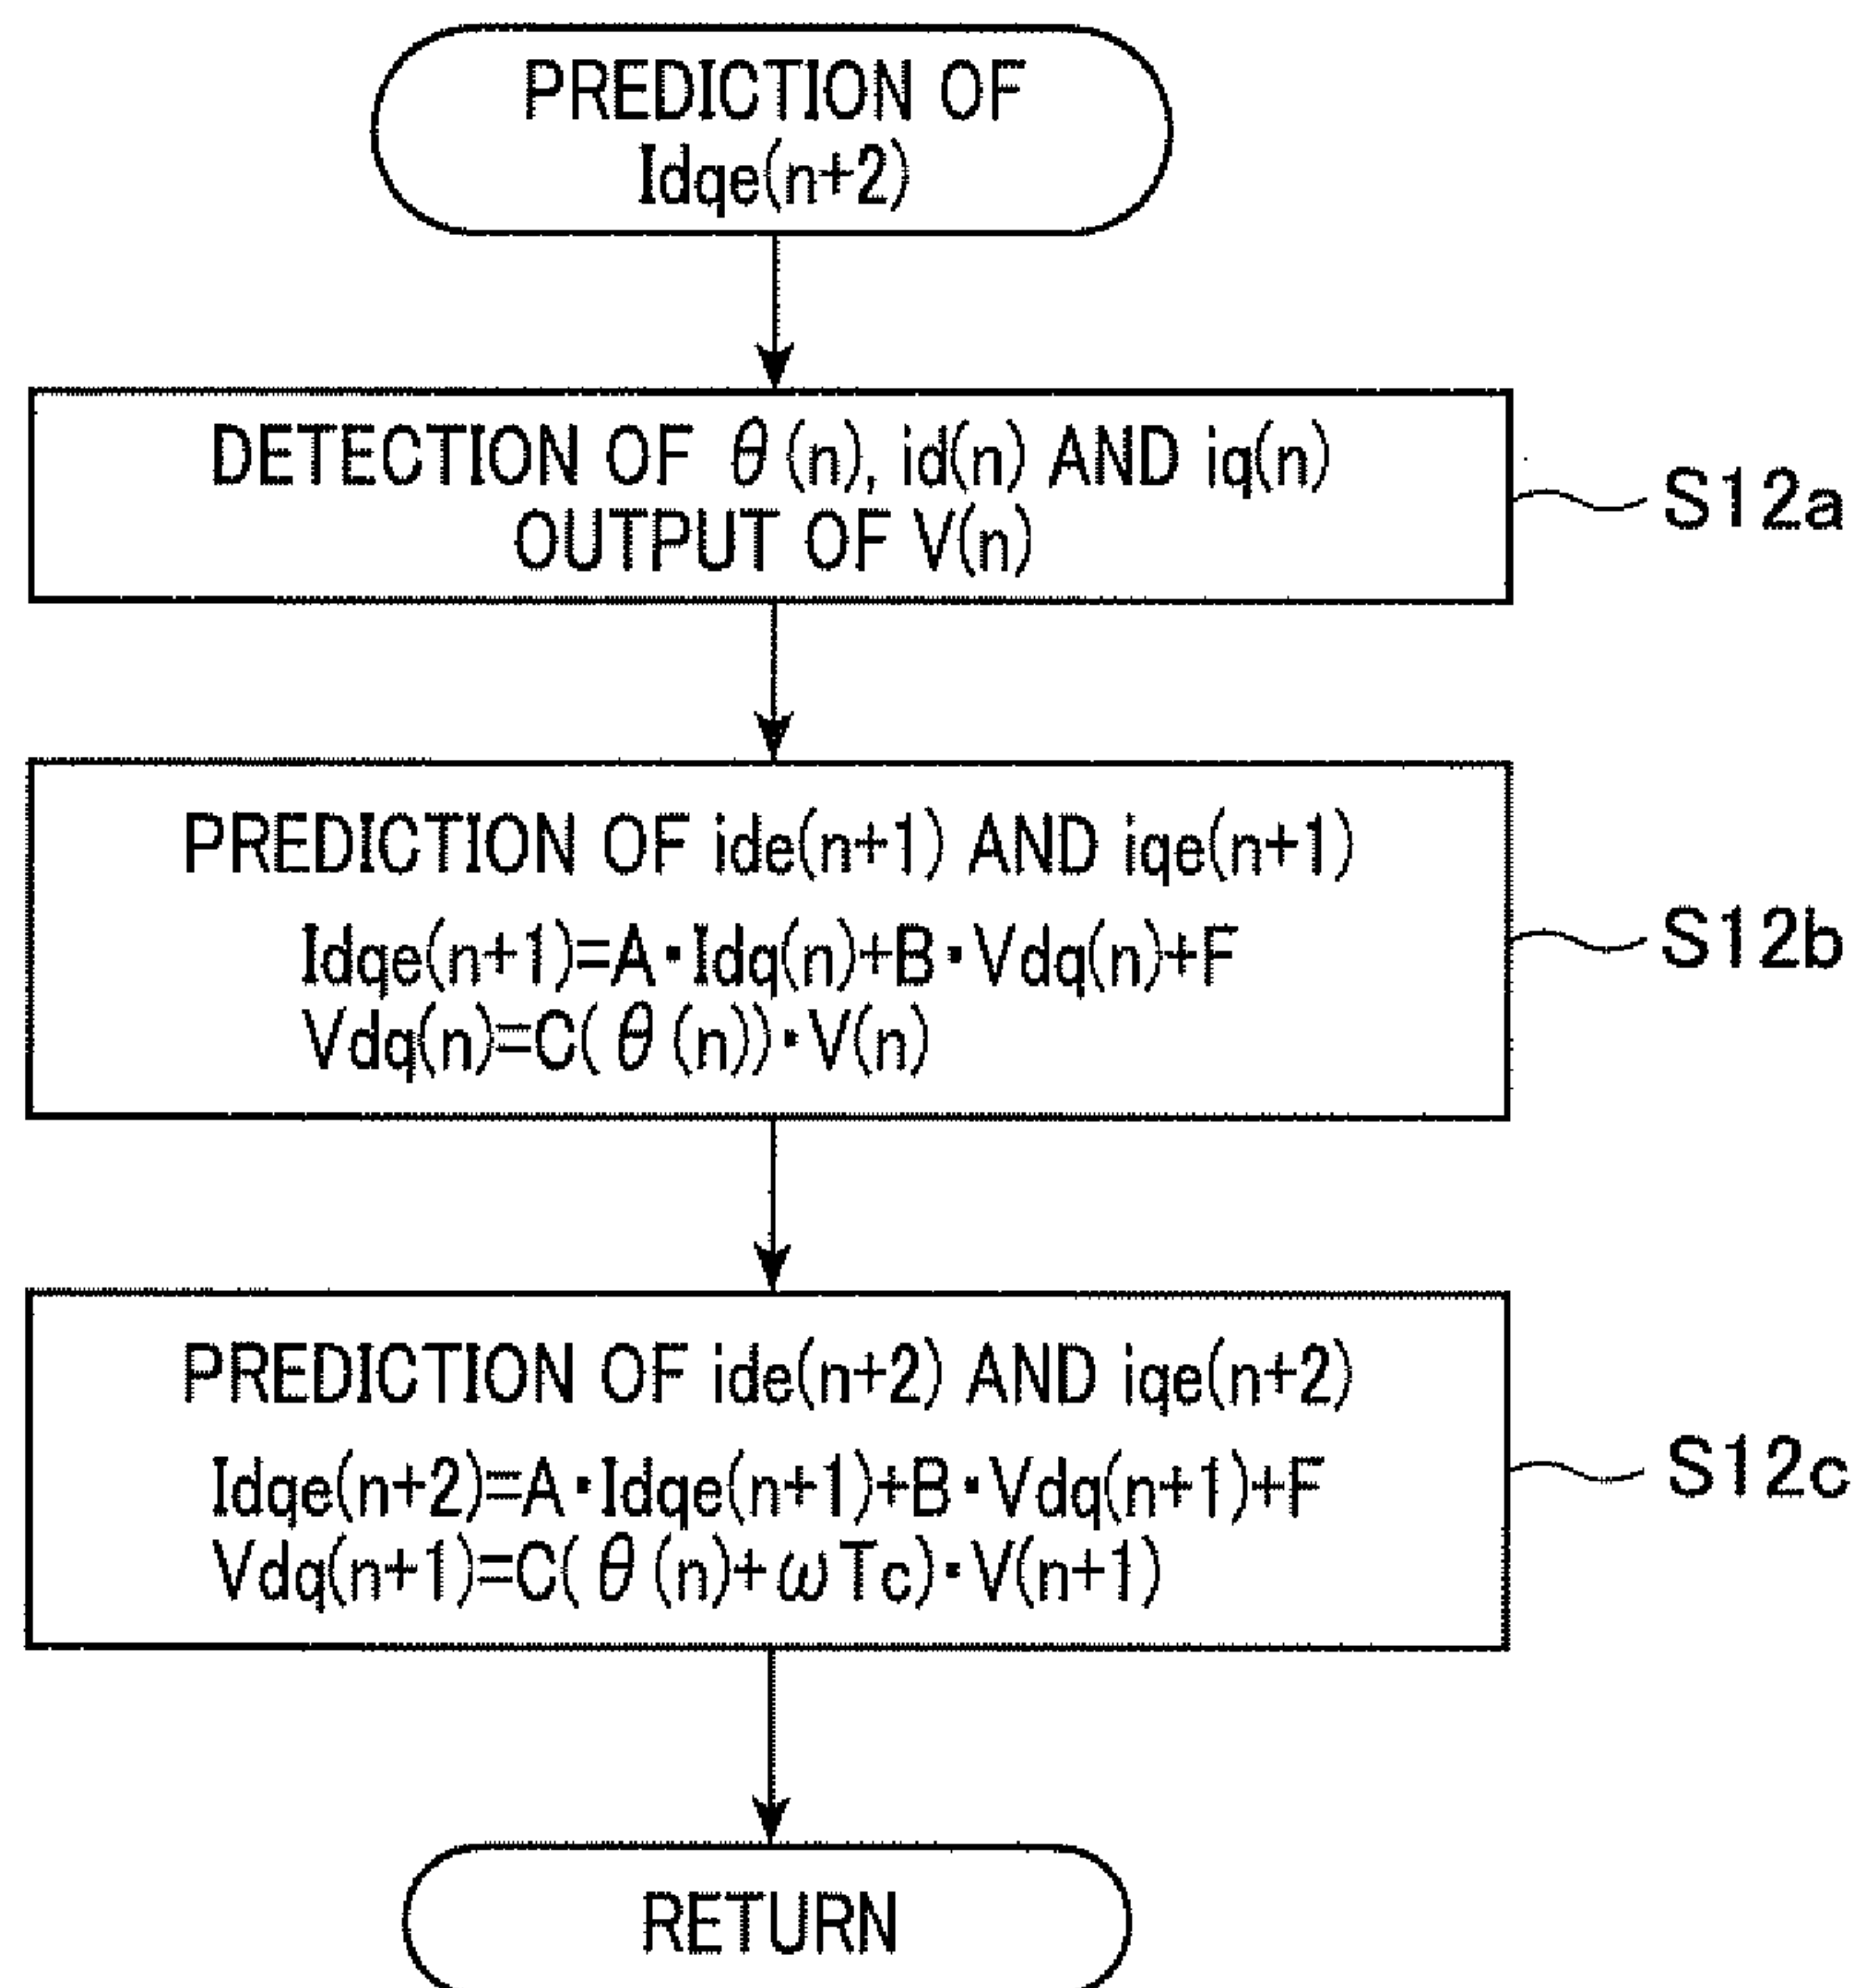 PREDICTION OF
Idqe(n+2)
DETECTION OF θ(n), id(n) AND iq(n)
OUTPUT OF V(n)
S12a
PREDICTION OF ide(n+1) AND iqe(n+1)
Idqe(n+1)=A·Idq(n)+B·Vdq(n)+F
Vdq(n)=C(θ(n))·V(n)
S12b
PREDICTION OF ide(n+2) AND iqe(n+2)
Idqe(n+2)=A·Idqe(n+1)+B·Vdq(n+1)+F
Vdq(n+1)=C(θ(n)+ωTc)·V(n+1)
S12c
RETURN